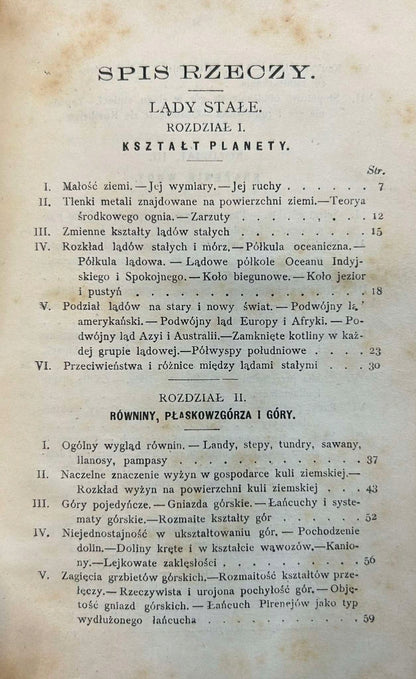 SPIS RZECZY.
LĄDY STAŁE.
ROZDZIAŁ I.
KSZTAŁT PLANETY.
Str.
I. Małość ziemi.—Jej wymiary.—Jej ruchy . . . . . . 7
II. Tlenki metali znajdowane na powierzchni ziemi.—Teorya
środkowego ognia.—Zarzuty . . . . . . . 12
III. Zmienne kształty lądów stałych . . . . . . . 15
IV. Rozkład lądów stałych i mórz.—Półkula oceaniczna.—
Półkula lądowa. — Lądowe półkole Oceanu Indyj-
skiego i Spokojnego. — Koło biegunowe. — Koło jezior
i pustyń . . . . . . . . . . . . 18
V. Podział lądów na stary i nowy świat. — Podwójny lą
amerykański. — Podwójny ląd Europy i Afryki. — Po-
dwójny ląd Azyi i Australii.—Zamknięte kotliny w każ-
dej grupie lądowej.—Półwyspy południowe . . . . 23
VI. Przeciwieństwa i różnice między lądami stałymi . . . 30
ROZDZIAŁ II.
RÓWNINY, PŁASKOWZGÓRZA I GÓRY.
I. Ogólny wygląd równin. — Landy, stepy, tundry, sawany,
llanosy, pampasy . . . . . . . . . . 37
II. Naczelne znaczenie wyżyn w gospodarce kuli ziemskiej.—
Rozkład wyżyn na powierzchni kuli ziemskiej . . . 43
III. Góry pojedyńcze. — Gniazda górskie. — Łańcuchy i syste-
maty górskie.—Rozmaite kształty gór . . . . . 52
IV. Niejednostajność w ukształtowaniu gór. — Pochodzenie
dolin.—Doliny kręte i w kształcie wąwozów.—Kanio-
ny.—Lejkowate zaklęsłości . . . . . . . 56
V. Zagięcia grzbietów górskich.—Rozmaitość kształtów prze-
łęczy.—Rzeczywista i urojona pochyłość gór. — Obję-
tość gniazd górskich. — Łańcuch Pirenejów jako typ
wydłużonego łańcucha . . . . . . . . 59